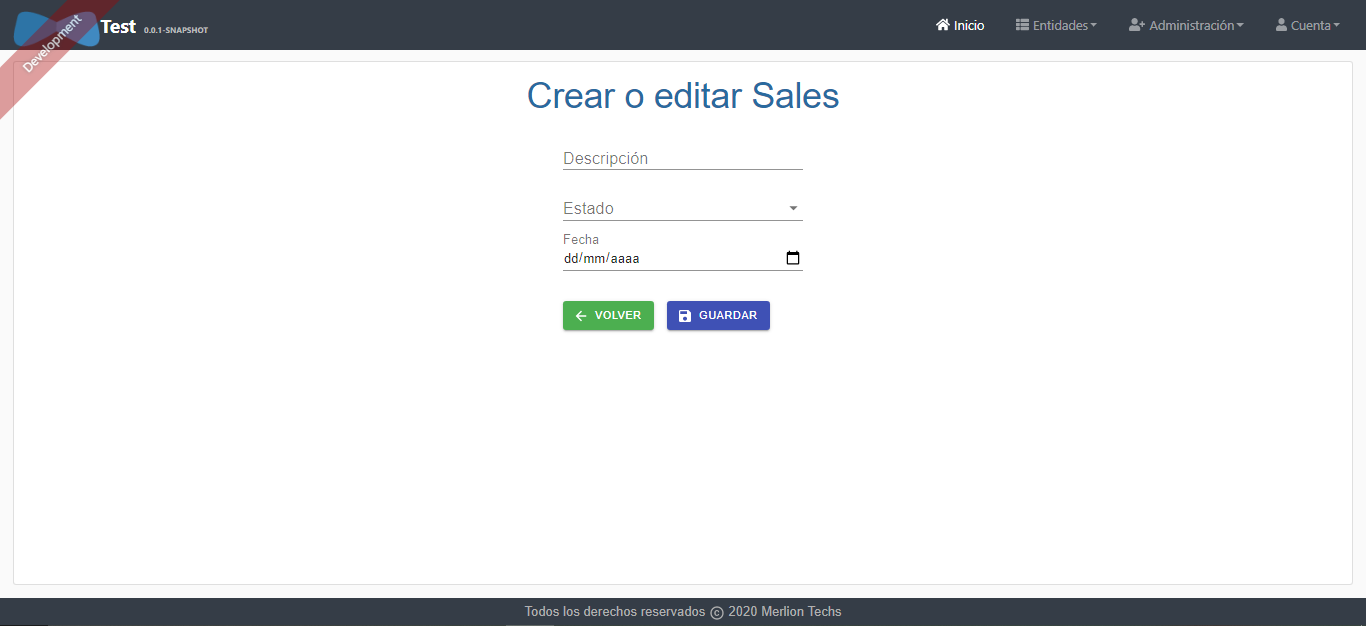 Development
Test 0.0.1-SNAPSHOT
Inicio Entidades Administración Cuenta
Crear o editar Sales
Descripción
Estado
Fecha
dd/mm/aaaa
VOLVER GUARDAR
Todos los derechos reservados © 2020 Merlion Techs